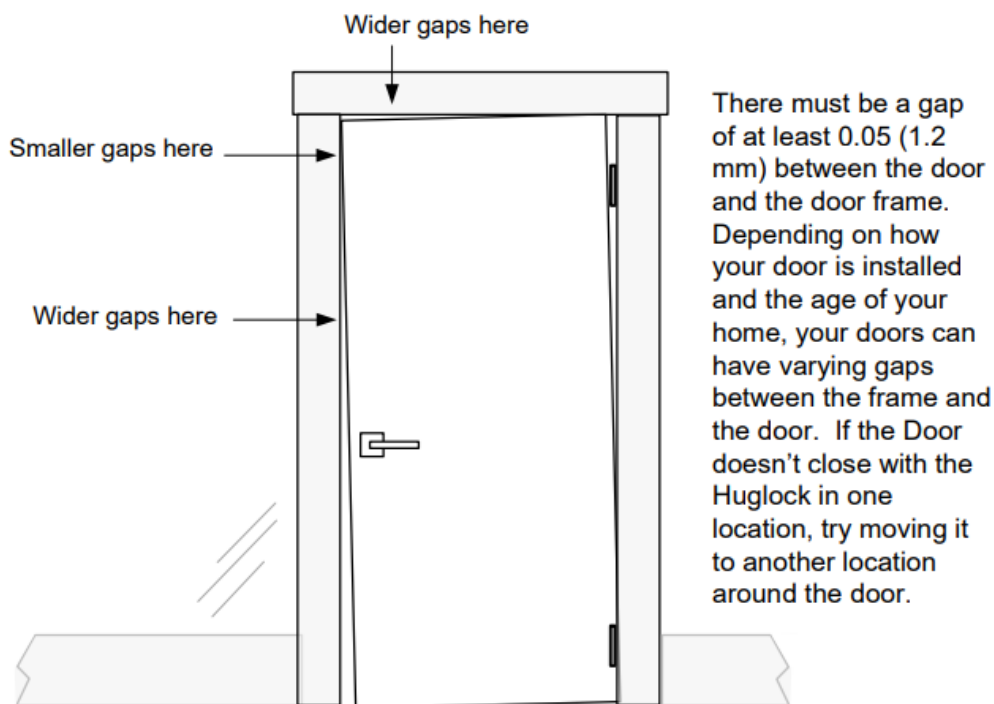 Wider gaps here
Smaller gaps here
Wider gaps here
There must be a gap
of at least 0.05 (1.2
mm) between the door
and the door frame.
Depending on how
your door is installed
and the age of your
home, your doors can
have varying gaps
between the frame and
the door.  If the Door
doesn’t close with the
Huglock in one
location, try moving it
to another location
around the door.